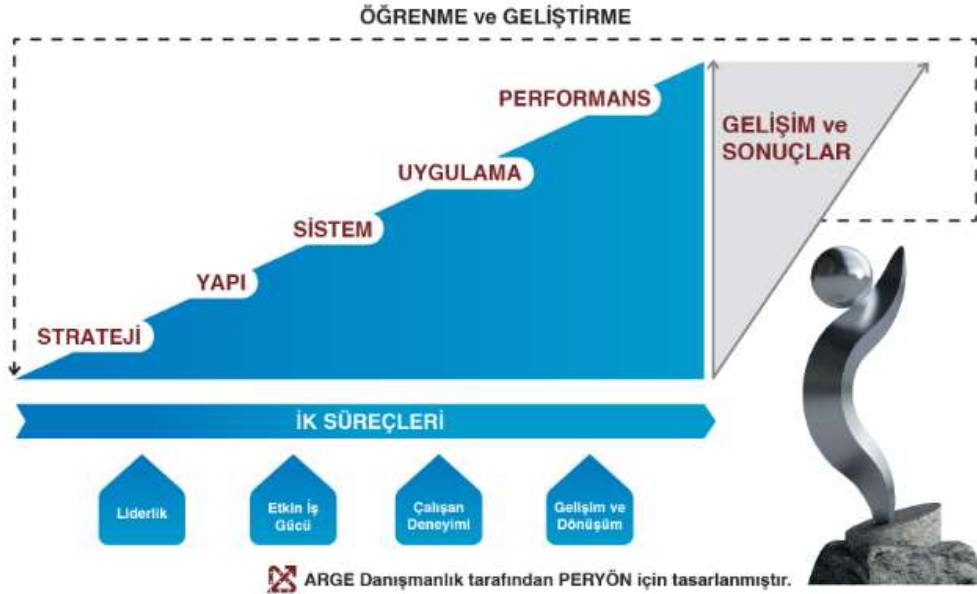 ÖĞRENME ve GELİŞTİRME
PERFORMANS
GELİŞİM ve
SONUÇLAR
UYGULAMA
SİSTEM
YAPI
STRATEJİ
İK SÜREÇLERİ
Liderlik
Etkin İş
Gücü
Çalışan
Deneyimi
Gelişim ve
Dönüşüm
ARGE Danışmanlık tarafından PERYÖN için tasarlanmıştır.